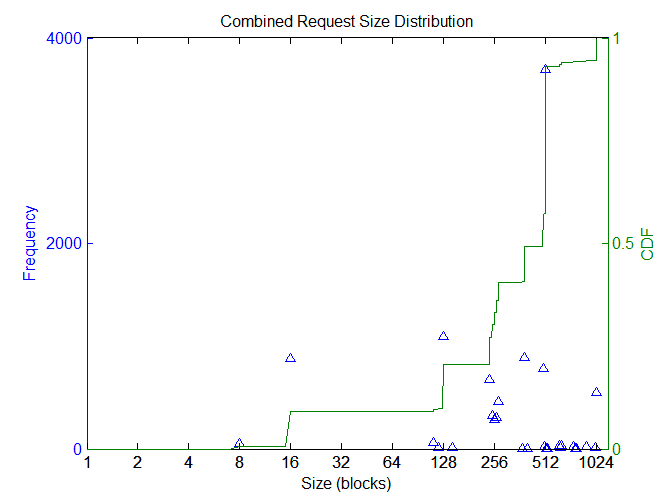 Combined Request Size Distribution
4000
2000
0
Frequency
1
0.5
0
CDF
1 2 4 8 16 32 64 128 256 512 1024
Size (blocks)